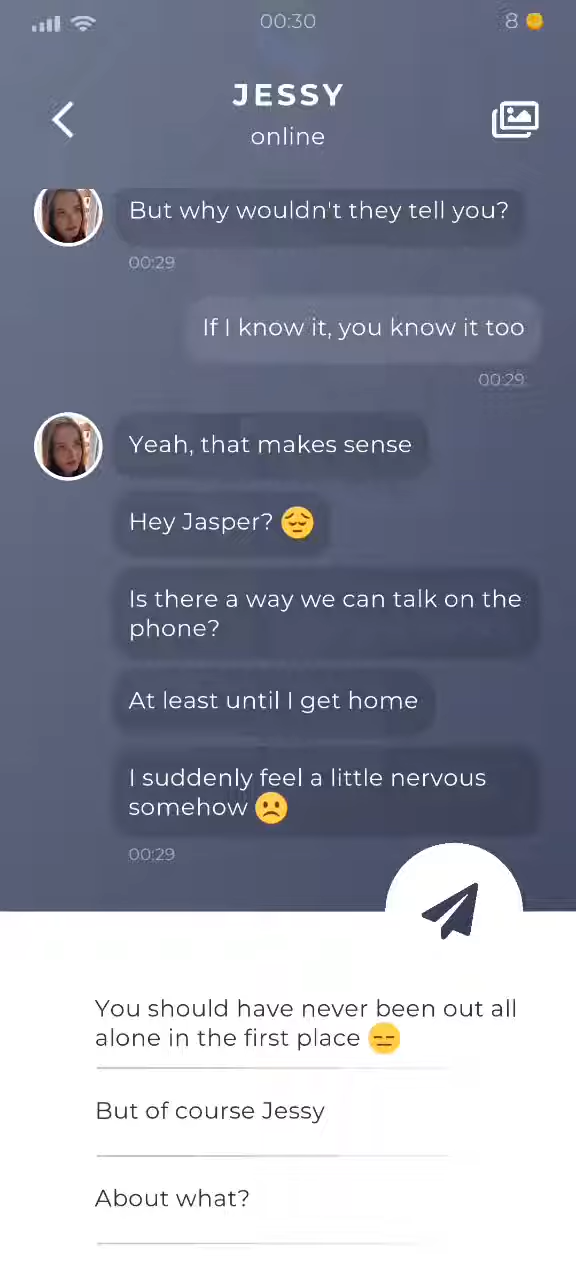 00:30
8
JESSY
online
But why wouldn't they tell you?
00:29
If I know it, you know it too
00:29
Yeah, that makes sense
Hey Jasper? 😔
Is there a way we can talk on the
phone?
At least until I get home
I suddenly feel a little nervous
somehow 🙁
00:29
You should have never been out all
alone in the first place 😑
But of course Jessy
About what?